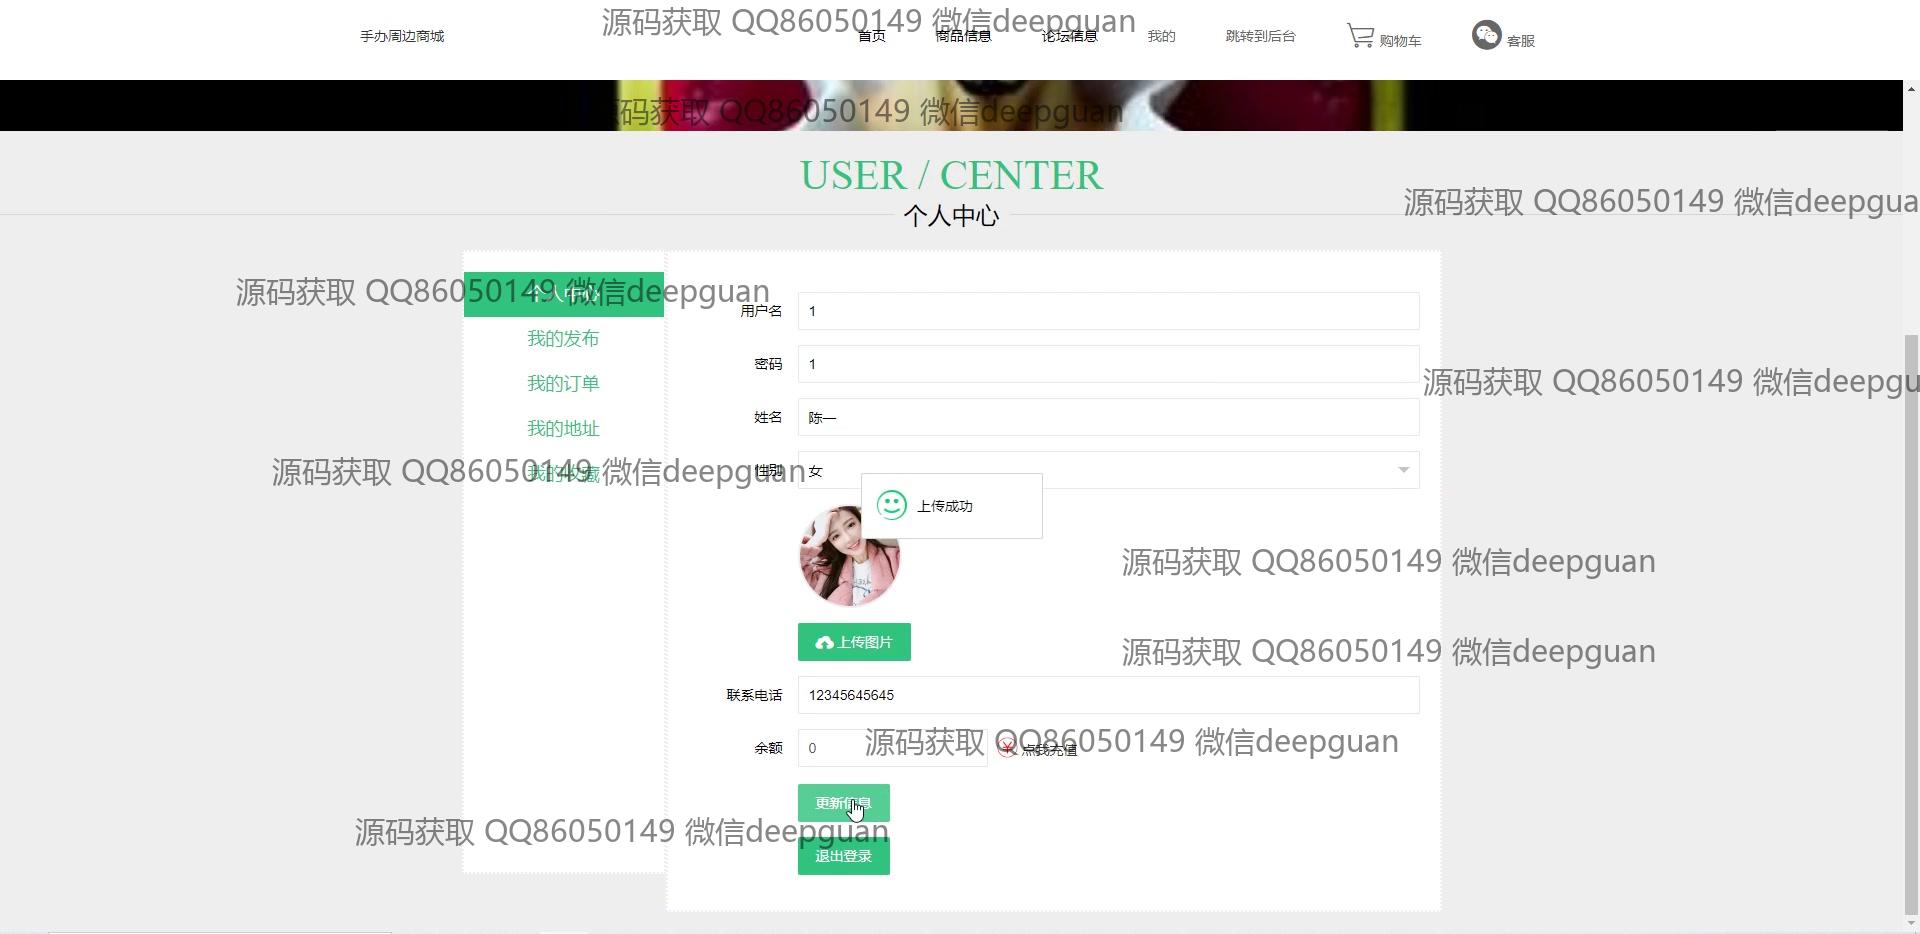 手办周边商城
首页
商品信息
论坛信息
我的
跳转到后台
购物车
客服
源码获取 QQ86050149 微信deepguan
源码获取 QQ86050149 微信deepguan
USER / CENTER
个人中心
源码获取 QQ86050149 微信deepgua
个人中心
源码获取 QQ86050149 微信deepguan
我的发布
我的订单
我的地址
我的收藏
源码获取 QQ86050149 微信deepguan
用户名 1
密码 1
源码获取 QQ86050149 微信deepgu
姓名 陈一
性别 女
上传成功
源码获取 QQ86050149 微信deepguan
上传图片
源码获取 QQ86050149 微信deepguan
联系电话 12345645645
余额 0 点我充值
源码获取 QQ86050149 微信deepguan
更新信息
源码获取 QQ86050149 微信deepguan
退出登录